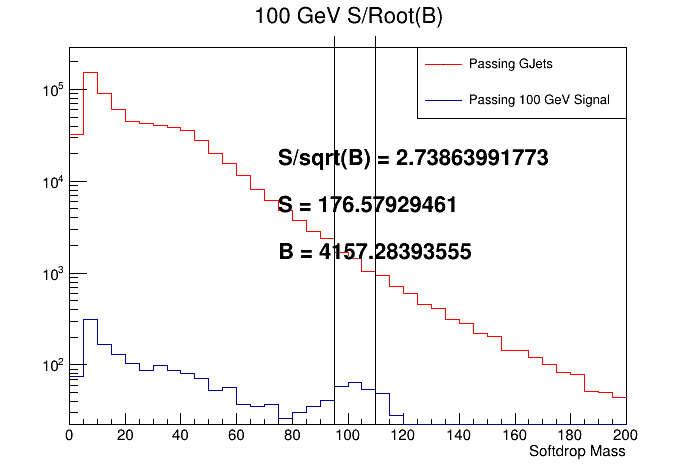 100 GeV S/Root(B)
Passing GJets
Passing 100 GeV Signal
S/sqrt(B) = 2.73863991773
S = 176.57929461
B = 4157.28393555
10^5
10^4
10^3
10^2
0 20 40 60 80 100 120 140 160 180 200
Softdrop Mass